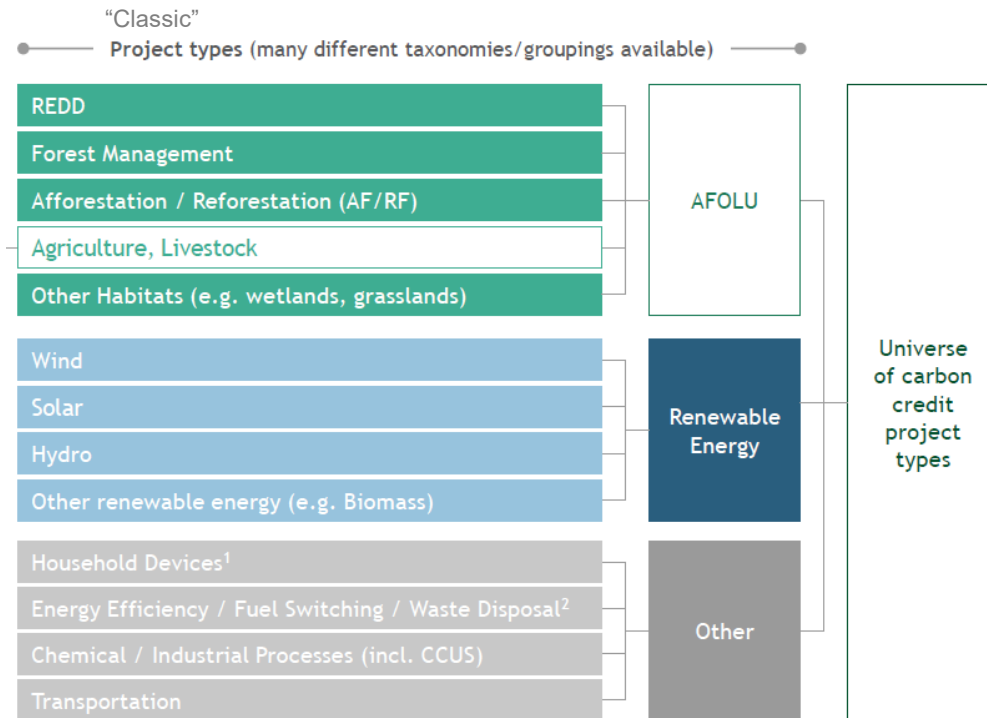 “Classic”
Project types (many different taxonomies/groupings available)
REDD
Forest Management
Afforestation / Reforestation (AF/RF)
Agriculture, Livestock
Other Habitats (e.g. wetlands, grasslands)
AFOLU
Wind
Solar
Hydro
Other renewable energy (e.g. Biomass)
Renewable
Energy
Household Devices¹
Energy Efficiency / Fuel Switching / Waste Disposal²
Chemical / Industrial Processes (incl. CCUS)
Transportation
Other
Universe
of carbon
credit
project
types